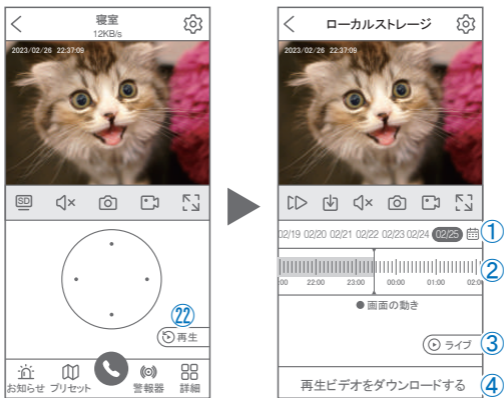 寝室
12KB/s
2023/02/26 22:37:09
SD
㉒
再生
お知らせ プリセット 警報器 詳細
ローカルストレージ
2023/02/26 22:37:09
02/19 02/20 02/21 02/22 02/23 02/24 02/25 ①
②
:00 22:00 23:00 00:00 01:00 02:0
●画面の動き
ライブ ③
再生ビデオをダウンロードする ④